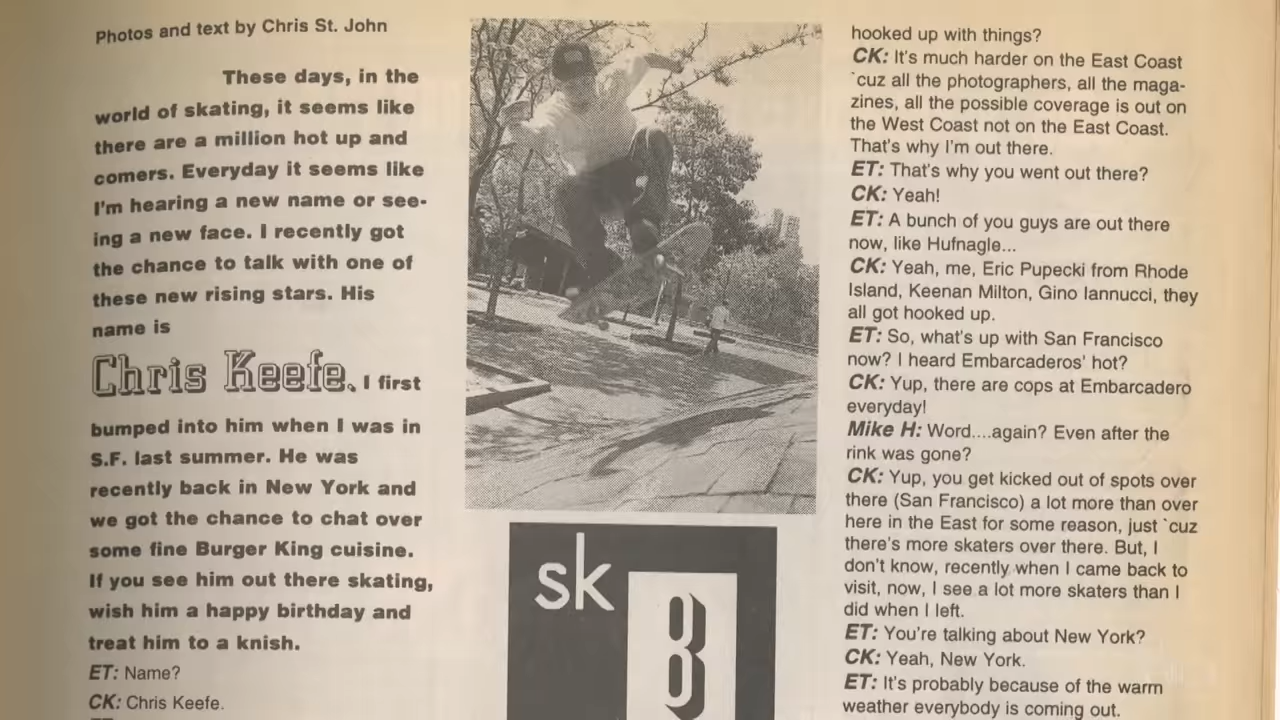 Photos and text by Chris St. John
These days, in the
world of skating, it seems like
there are a million hot up and
comers. Everyday it seems like
I'm hearing a new name or see-
ing a new face. I recently got
the chance to talk with one of
these new rising stars. His
name is
Chris Keefe. I first
bumped into him when I was in
S.F. last summer. He was
recently back in New York and
we got the chance to chat over
some fine Burger King cuisine.
If you see him out there skating,
wish him a happy birthday and
treat him to a knish.
ET: Name?
CK: Chris Keefe.
sk
8
hooked up with things?
CK: It's much harder on the East Coast
`cuz all the photographers, all the maga-
zines, all the possible coverage is out on
the West Coast not on the East Coast.
That's why I'm out there.
ET: That's why you went out there?
CK: Yeah!
ET: A bunch of you guys are out there
now, like Hufnagle...
CK: Yeah, me, Eric Pupecki from Rhode
Island, Keenan Milton, Gino Iannucci, they
all got hooked up.
ET: So, what's up with San Francisco
now? I heard Embarcaderos' hot?
CK: Yup, there are cops at Embarcadero
everyday!
Mike H: Word....again? Even after the
rink was gone?
CK: Yup, you get kicked out of spots over
there (San Francisco) a lot more than over
here in the East for some reason, just `cuz
there's more skaters over there. But, I
don't know, recently when I came back to
visit, now, I see a lot more skaters than I
did when I left.
ET: You're talking about New York?
CK: Yeah, New York.
ET: It's probably because of the warm
weather everybody is coming out.